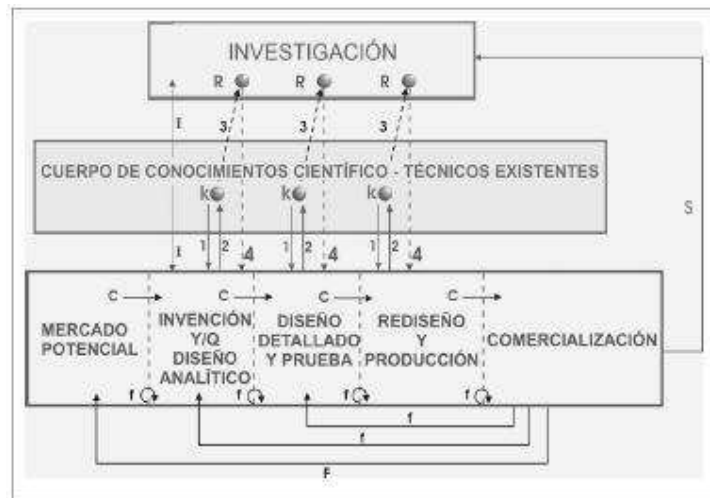 INVESTIGACIÓN
R R R
I 3 3 3
CUERPO DE CONOCIMIENTOS CIENTÍFICO - TÉCNICOS EXISTENTES
k k k
S
I 1 2 4 1 2 4 1 2 4
C C C C
MERCADO
POTENCIAL
INVENCIÓN
Y/Q
DISEÑO
ANALÍTICO
DISEÑO
DETALLADO
Y PRUEBA
REDISEÑO
Y
PRODUCCIÓN
COMERCIALIZACIÓN
f f f f
f
f
F